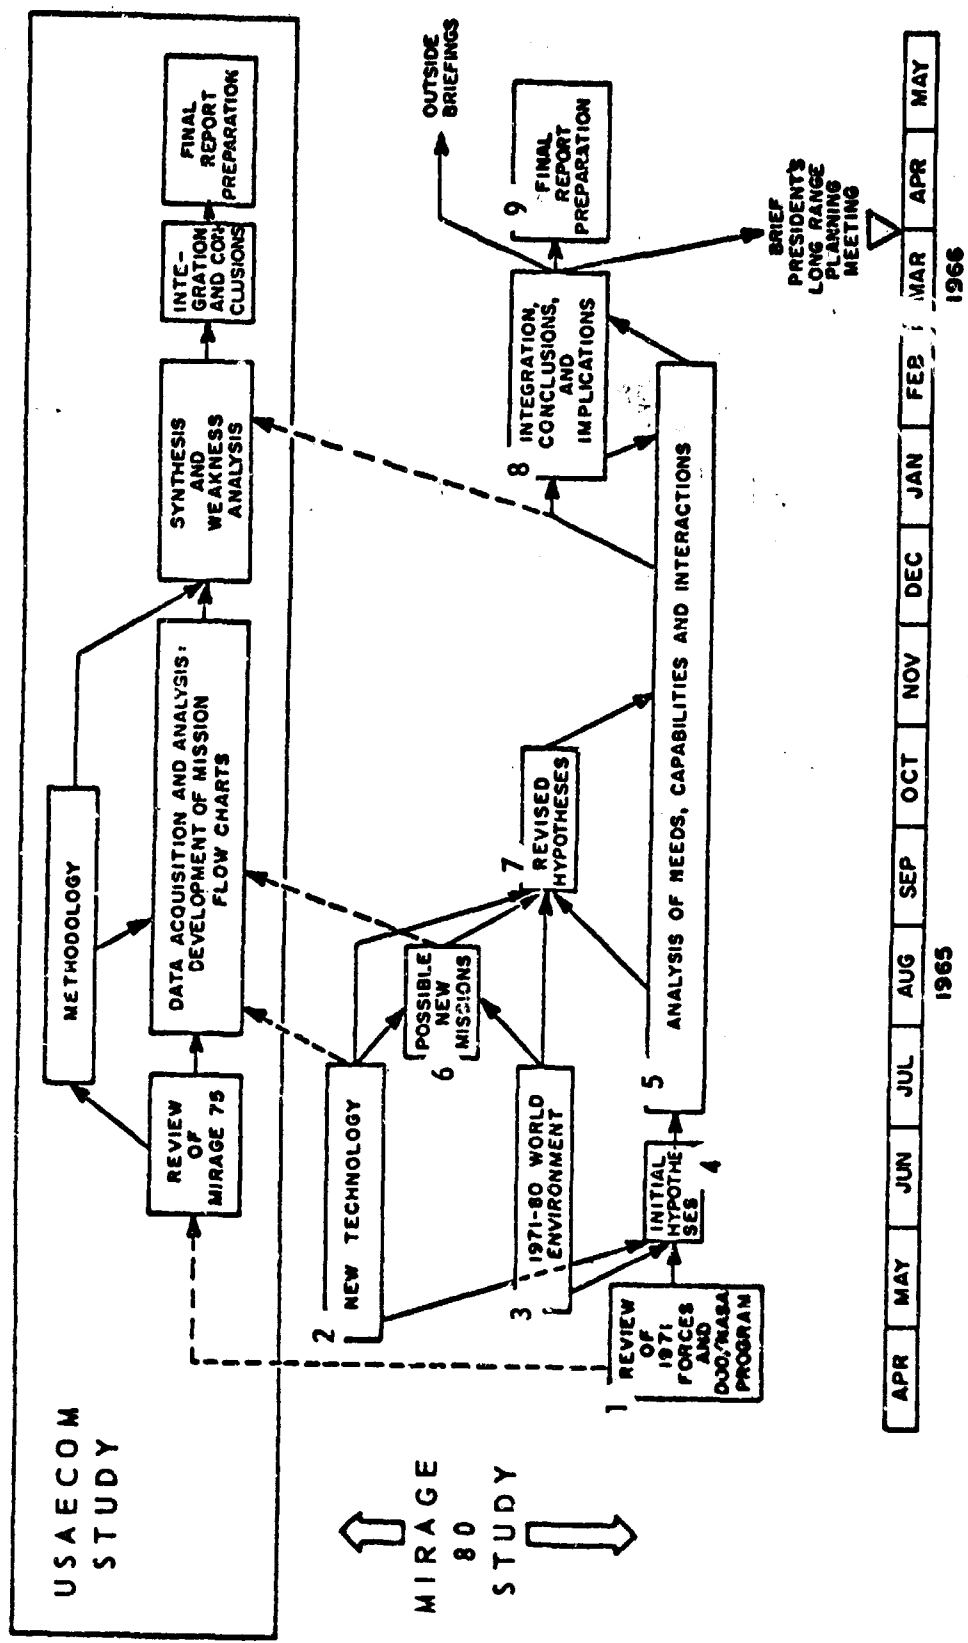 USAECOM
STUDY
METHODOLOGY
REVIEW
OF
MIRAGE 75
DATA ACQUISITION AND ANALYSIS:
DEVELOPMENT OF MISSION
FLOW CHARTS
SYNTHESIS
AND
WEAKNESS
ANALYSIS
INTE-
GRATION
AND CON
CLUSIONS
FINAL
REPORT
PREPARATION
MIRAGE
80
STUDY
2
NEW TECHNOLOGY
3
1971-80 WORLD
ENVIRONMENT
1
REVIEW
OF
1971
FORCES
AND
DOD/NASA
PROGRAM
4
INITIAL
HYPOTHE-
SES
6
POSSIBLE
NEW
MISSIONS
7
REVISED
HYPOTHESES
5
ANALYSIS OF NEEDS, CAPABILITIES AND INTERACTIONS
8
INTEGRATION,
CONCLUSIONS,
AND
IMPLICATIONS
9
FINAL
REPORT
PREPARATION
OUTSIDE
BRIEFINGS
BRIEF
PRESIDENT'S
LONG RANGE
PLANNING
MEETING
APR MAY JUN JUL AUG SEP OCT NOV DEC JAN FEB MAR APR MAY
1965 1966